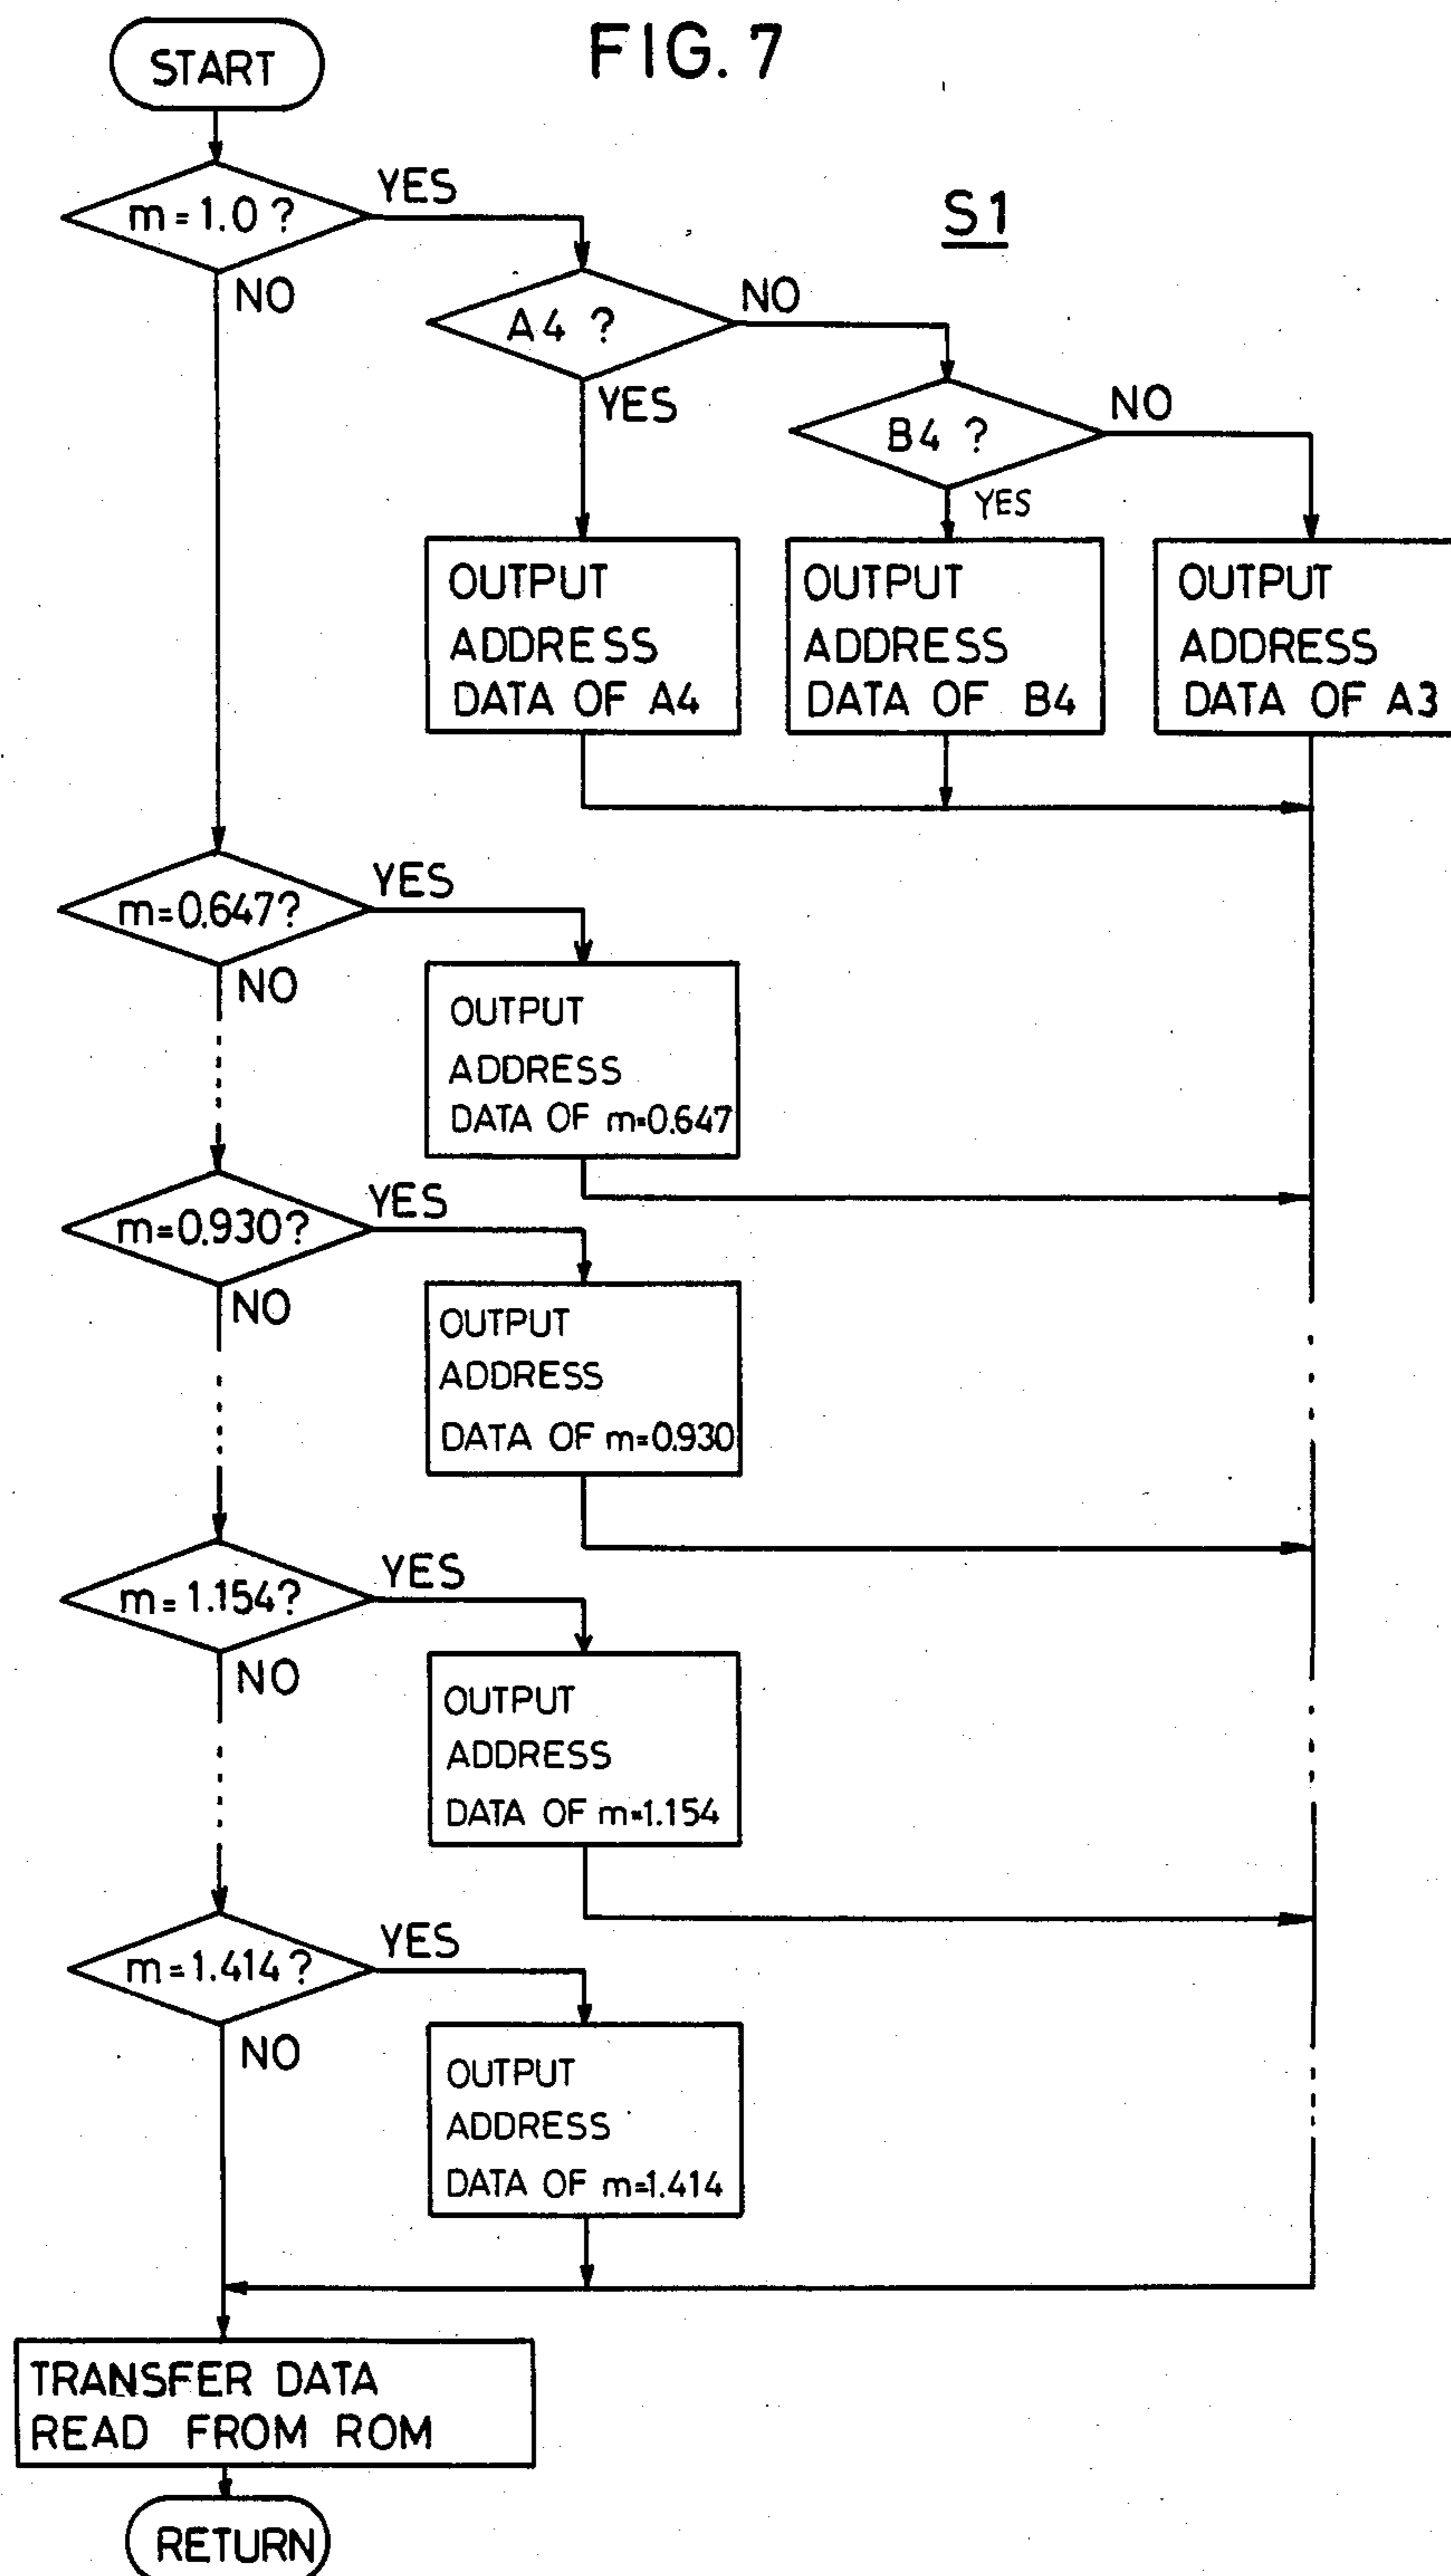 FIG. 7
START
m=1.0?
YES
S1
NO
A4 ?
NO
YES
B4 ?
NO
YES
OUTPUT
ADDRESS
DATA OF A4
OUTPUT
ADDRESS
DATA OF B4
OUTPUT
ADDRESS
DATA OF A3
m=0.647?
YES
NO
OUTPUT
ADDRESS
DATA OF m=0.647
m=0.930?
YES
NO
OUTPUT
ADDRESS
DATA OF m=0.930
m=1.154?
YES
NO
OUTPUT
ADDRESS
DATA OF m=1.154
m=1.414?
YES
NO
OUTPUT
ADDRESS
DATA OF m=1.414
TRANSFER DATA
READ FROM ROM
RETURN